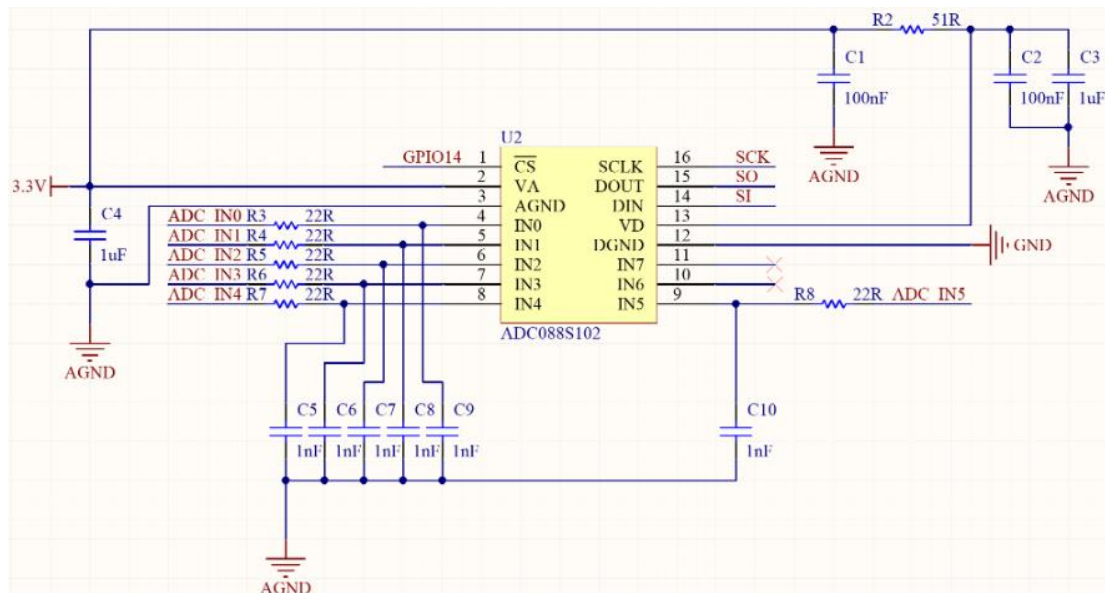 R2 51R
C1
100nF
C2
100nF
C3
1uF
AGND
AGND
U2
GPIO14 1 CS SCLK 16 SCK
3.3V 2 VA DOUT 15 SO
3 AGND DIN 14 SI
C4
1uF
ADC IN0 R3 22R 4 IN0 VD 13
ADC IN1 R4 22R 5 IN1 DGND 12 GND
ADC IN2 R5 22R 6 IN2 IN7 11
ADC IN3 R6 22R 7 IN3 IN6 10
ADC IN4 R7 22R 8 IN4 IN5 9 R8 22R ADC IN5
ADC088S102
AGND
C5 C6 C7 C8 C9 C10
1nF 1nF 1nF 1nF 1nF 1nF
AGND